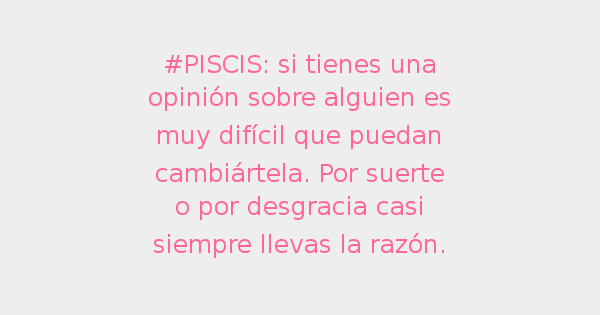 #PISCIS: si tienes una
opinión sobre alguien es
muy difícil que puedan
cambiártela. Por suerte
o por desgracia casi
siempre llevas la razón.